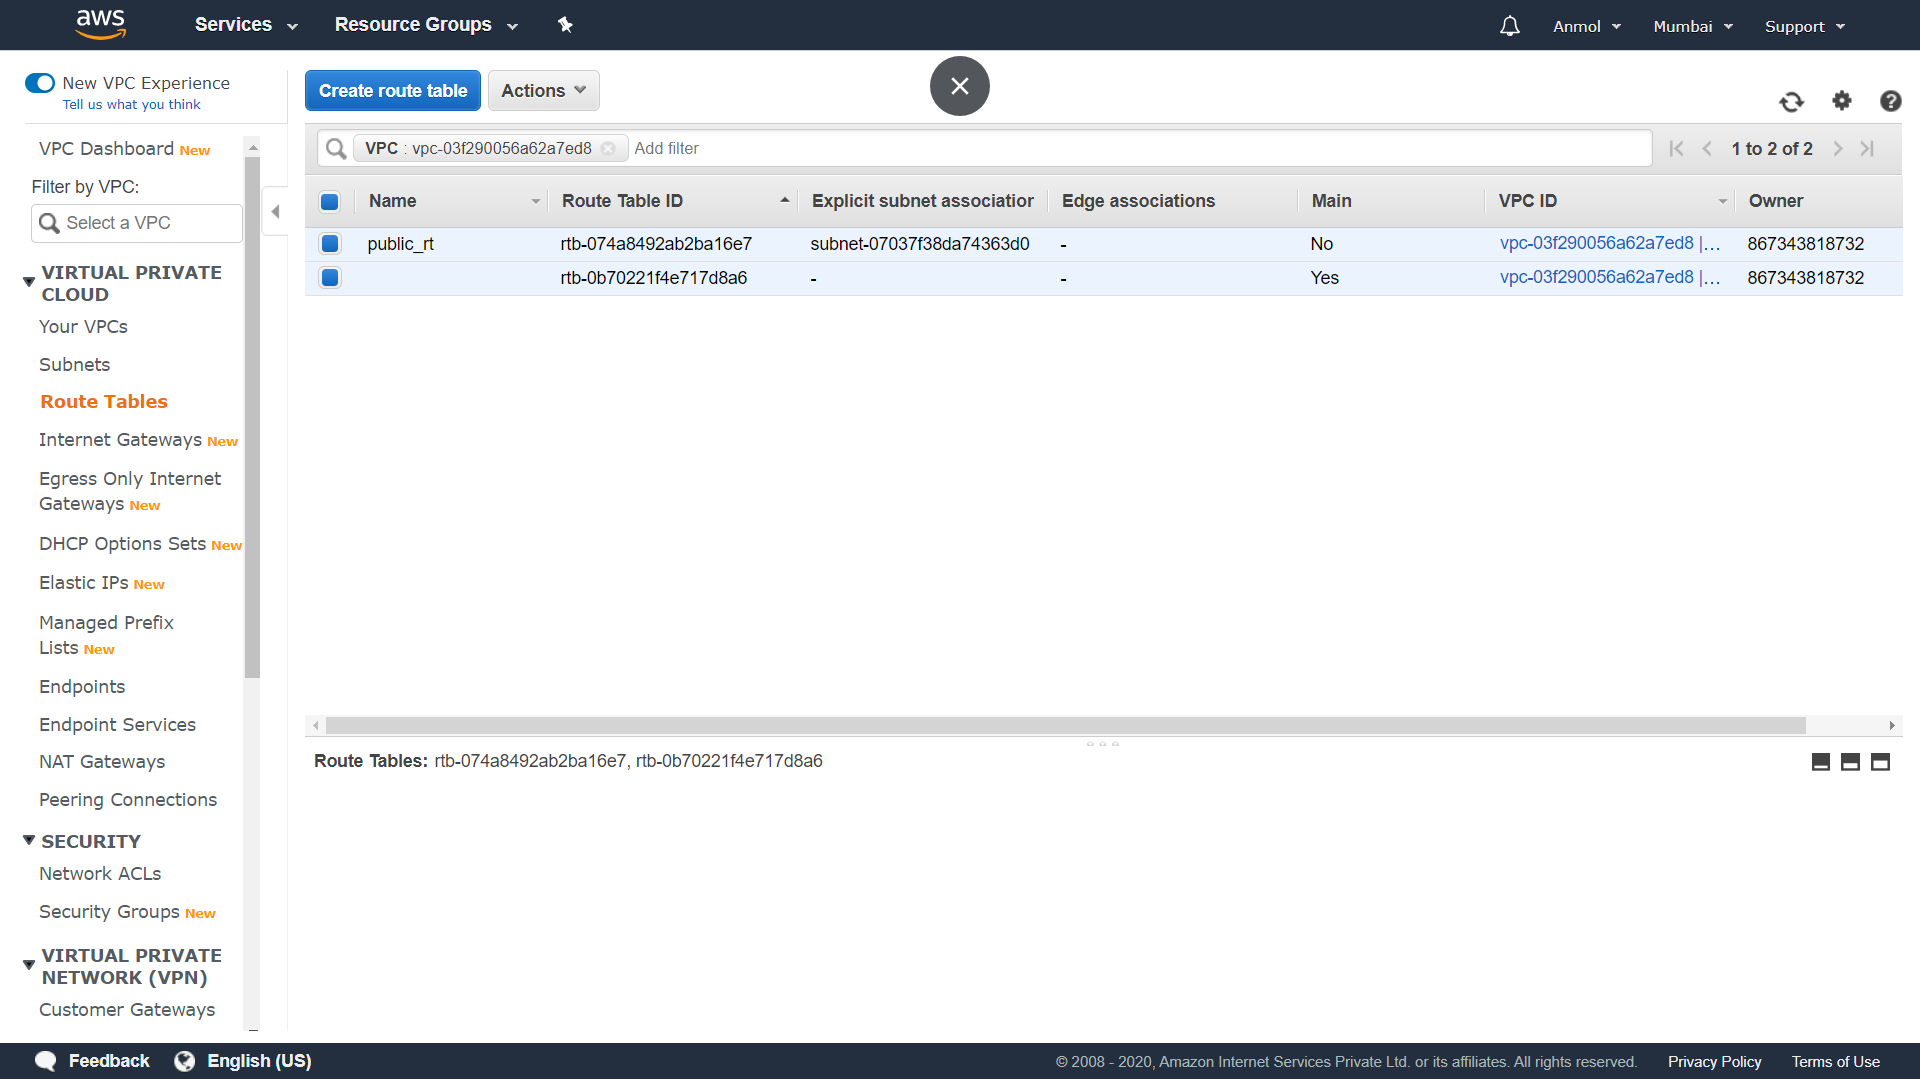 aws
Services
Resource Groups
Anmol
Mumbai
Support
New VPC Experience
Tell us what you think
Create route table
Actions
VPC Dashboard New
Filter by VPC:
Select a VPC
VIRTUAL PRIVATE
CLOUD
Your VPCs
Subnets
Route Tables
Internet Gateways New
Egress Only Internet
Gateways New
DHCP Options Sets New
Elastic IPs New
Managed Prefix
Lists New
Endpoints
Endpoint Services
NAT Gateways
Peering Connections
SECURITY
Network ACLs
Security Groups New
VIRTUAL PRIVATE
NETWORK (VPN)
Customer Gateways
VPC : vpc-03f290056a62a7ed8 Add filter
1 to 2 of 2
Name Route Table ID Explicit subnet association Edge associations Main VPC ID Owner
public_rt rtb-074a8492ab2ba16e7 subnet-07037f38da74363d0 - No vpc-03f290056a62a7ed8 |... 867343818732
rtb-0b70221f4e717d8a6 - - Yes vpc-03f290056a62a7ed8 |... 867343818732
Route Tables: rtb-074a8492ab2ba16e7, rtb-0b70221f4e717d8a6
Feedback
English (US)
© 2008 - 2020, Amazon Internet Services Private Ltd. or its affiliates. All rights reserved.
Privacy Policy
Terms of Use